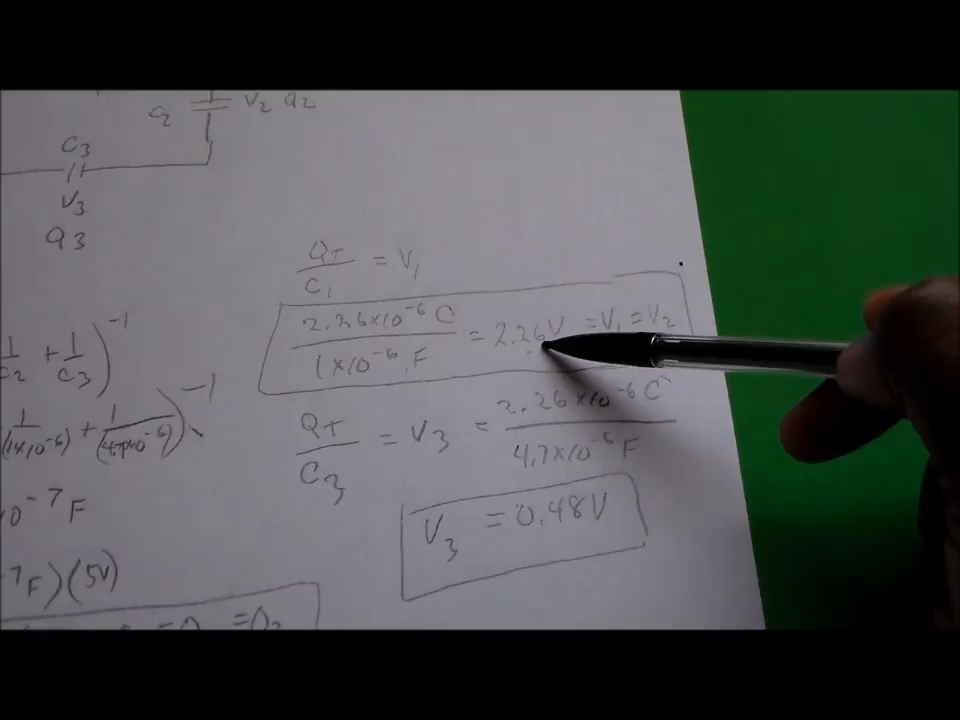 C2 V2 Q2
C3
V3
Q3
QT/C1 = V1
2.26×10^-6 C / 1×10^-6 F = 2.26V = V1 = V2
QT/C3 = V3 = 2.26×10^-6 C / 4.7×10^-6 F
V3 = 0.48V
1/C2 + 1/C3)^-1
1/(1×10^-6) + 1/(4.7×10^-6))^-1
0^-7 F
-7 F)(5V)